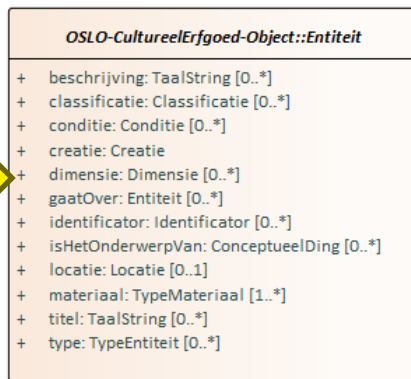 OSLO-CultureelErfgoed-Object::Entiteit
+ beschrijving: TaalString [0..*]
+ classificatie: Classificatie [0..*]
+ conditie: Conditie [0..*]
+ creatie: Creatie
+ dimensie: Dimensie [0..*]
+ gaatOver: Entiteit [0..*]
+ identificator: Identificator [0..*]
+ isHetOnderwerpVan: ConceptueelDing [0..*]
+ locatie: Locatie [0..1]
+ materiaal: TypeMateriaal [1..*]
+ titel: TaalString [0..*]
+ type: TypeEntiteit [0..*]